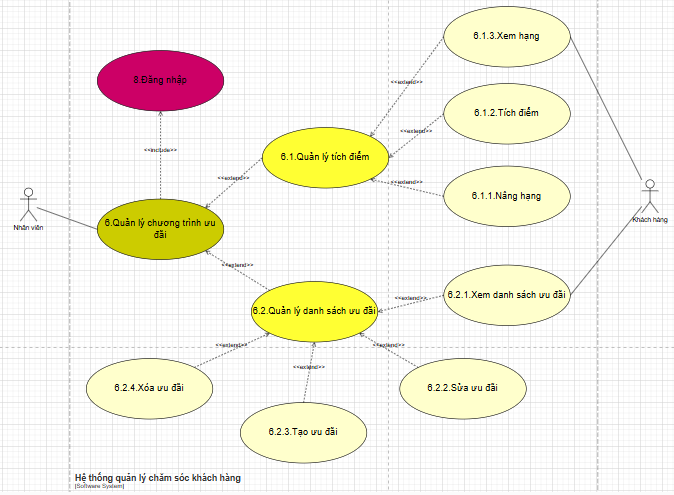 6.1.3.Xem hạng
8.Đăng nhập
<<extend>>
6.1.2.Tích điểm
<<extend>>
<<include>>
6.1.Quản lý tích điểm
<<extend>>
<<extend>>
6.1.1.Nâng hạng
Nhân viên
Khách hàng
6.Quản lý chương trình ưu
đãi
<<extend>>
6.2.1.Xem danh sách ưu đãi
<<extend>>
6.2.Quản lý danh sách ưu đãi
<<extend>>
<<extend>>
<<extend>>
6.2.4.Xóa ưu đãi
6.2.2.Sửa ưu đãi
6.2.3.Tạo ưu đãi
Hệ thống quản lý chăm sóc khách hàng
[Software System]